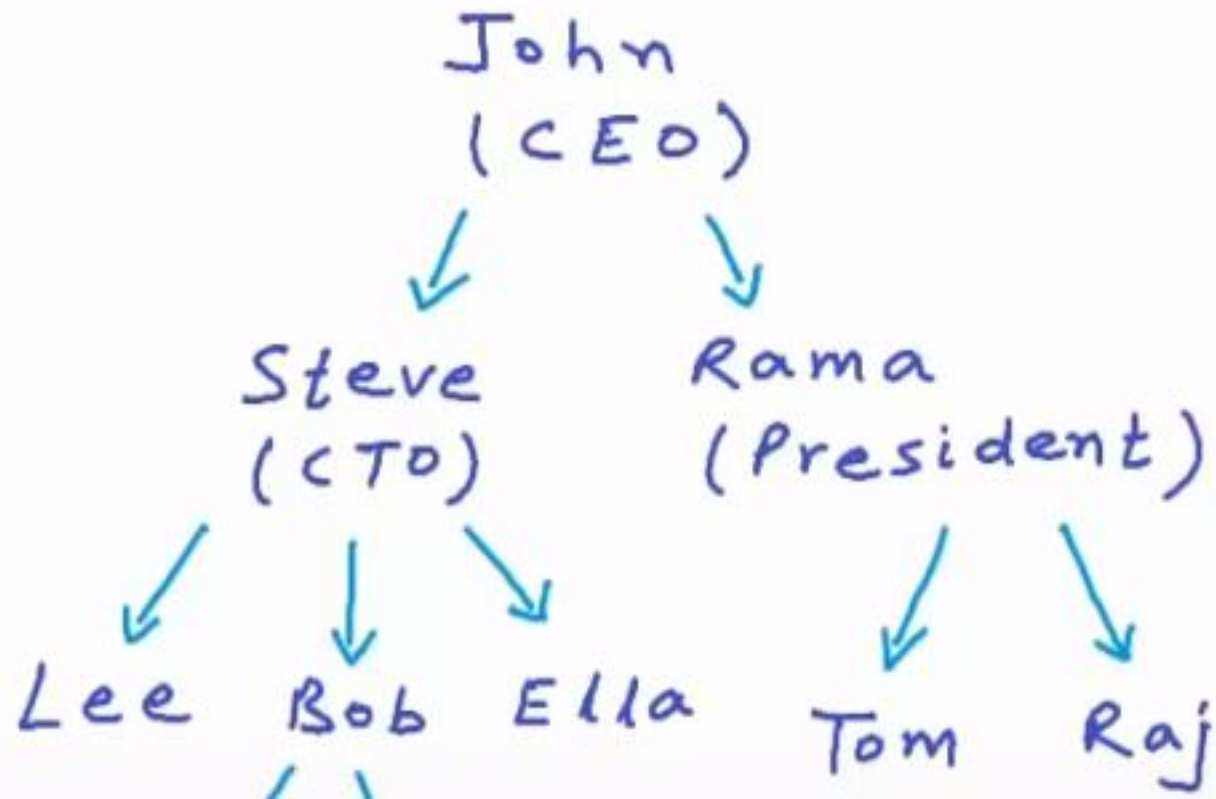 John
(CEO)
Steve
Rama
(CTO)
(President)
Lee Bob Ella Tom Raj